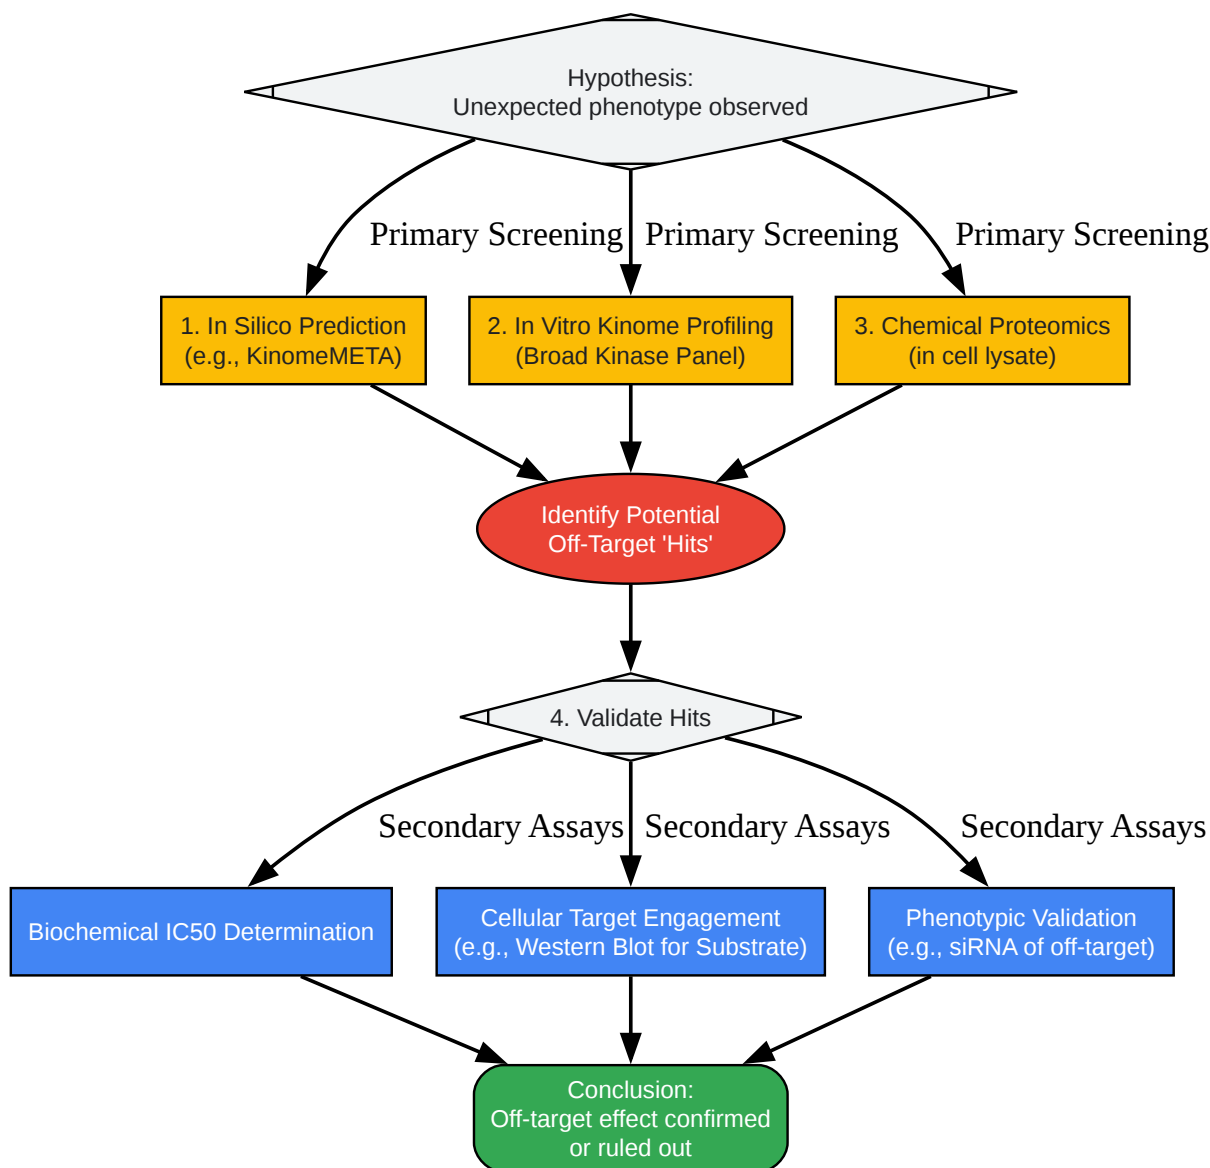 Hypothesis:
Unexpected phenotype observed
Primary Screening
Primary Screening
Primary Screening
1. In Silico Prediction
(e.g., KinomeMETA)
2. In Vitro Kinome Profiling
(Broad Kinase Panel)
3. Chemical Proteomics
(in cell lysate)
Identify Potential
Off-Target 'Hits'
4. Validate Hits
Secondary Assays
Secondary Assays
Secondary Assays
Biochemical IC50 Determination
Cellular Target Engagement
(e.g., Western Blot for Substrate)
Phenotypic Validation
(e.g., siRNA of off-target)
Conclusion:
Off-target effect confirmed
or ruled out